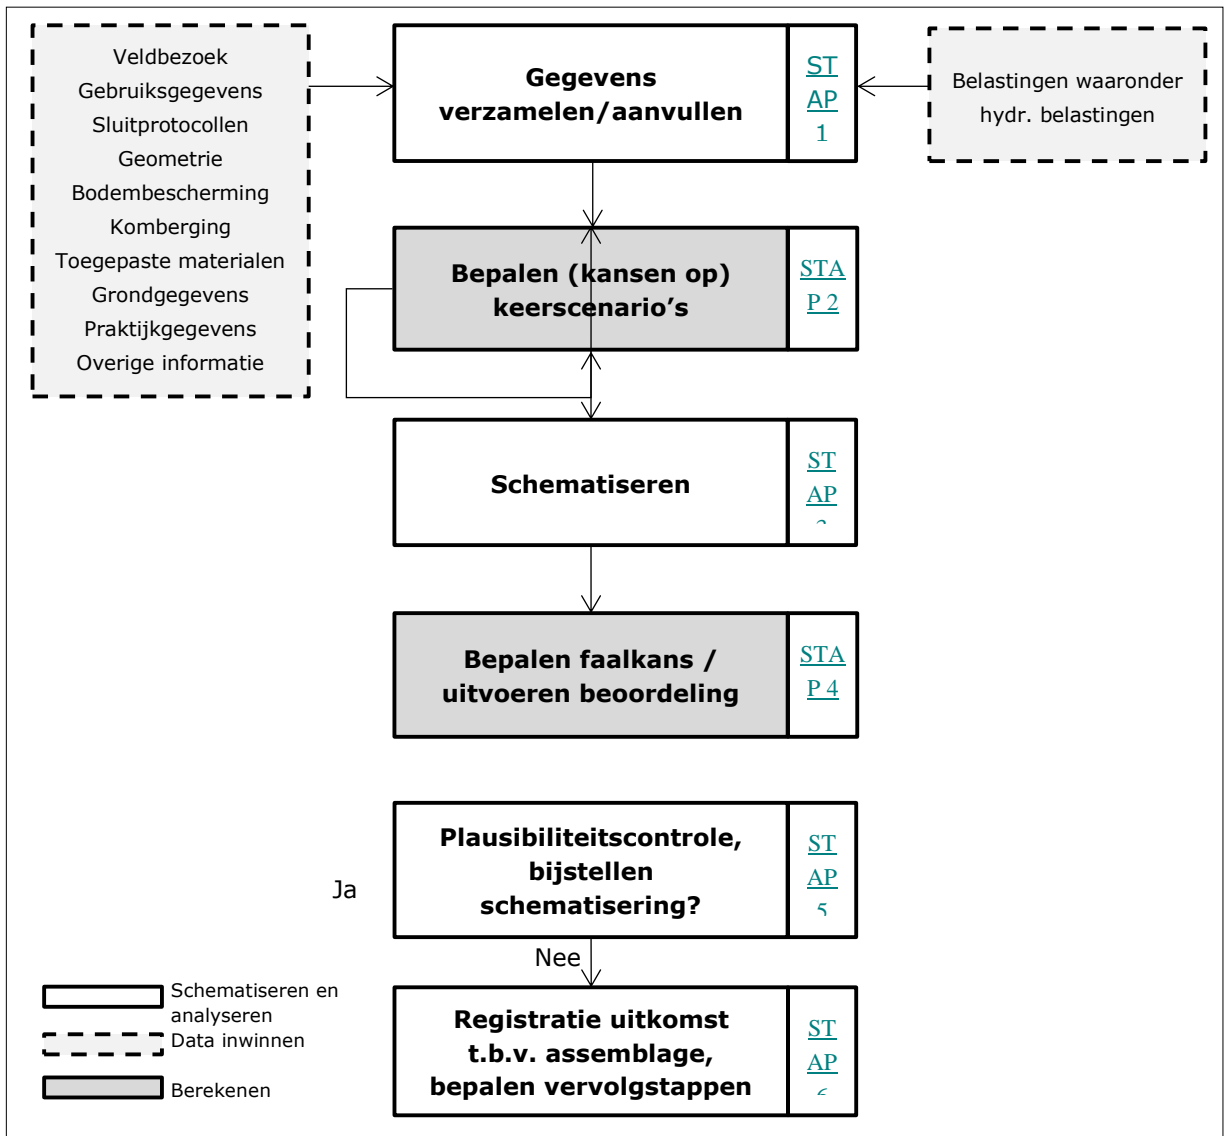 Veldbezoek
Gebruiksgegevens
Sluitprotocollen
Geometrie
Bodembescherming
Komberging
Toegepaste materialen
Grondgegevens
Praktijkgegevens
Overige informatie
Gegevens
verzamelen/aanvullen
ST
AP
1
Belastingen waaronder
hydr. belastingen
Bepalen (kansen op)
keerscenario’s
STA
P 2
Schematiseren
ST
AP
Bepalen faalkans /
uitvoeren beoordeling
STA
P 4
Plausibiliteitscontrole,
bijstellen
schematisering?
ST
AP
5
Ja
Nee
Registratie uitkomst
t.b.v. assemblage,
bepalen vervolgstappen
ST
AP
Schematiseren en
analyseren
Data inwinnen
Berekenen